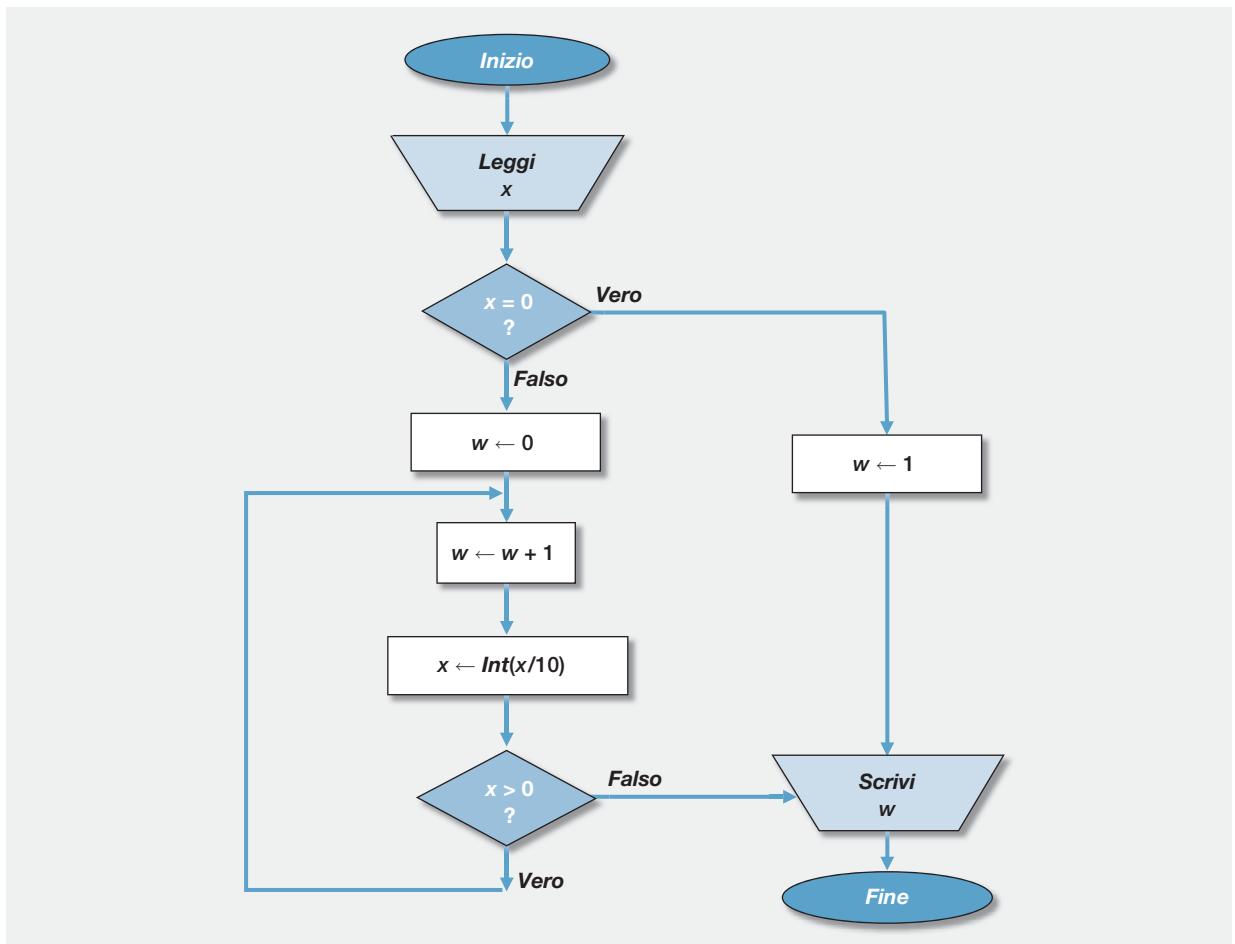 Inizio
Leggi
x
x = 0
?
Vero
Falso
w ← 0
w ← 1
w ← w + 1
x ← Int(x/10)
x > 0
?
Falso
Vero
Scrivi
w
Fine